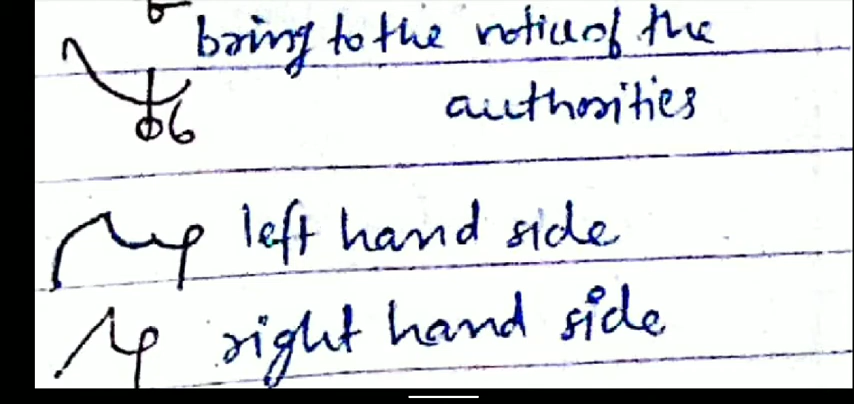 bring to the notice of the
authorities
left hand side
right hand side